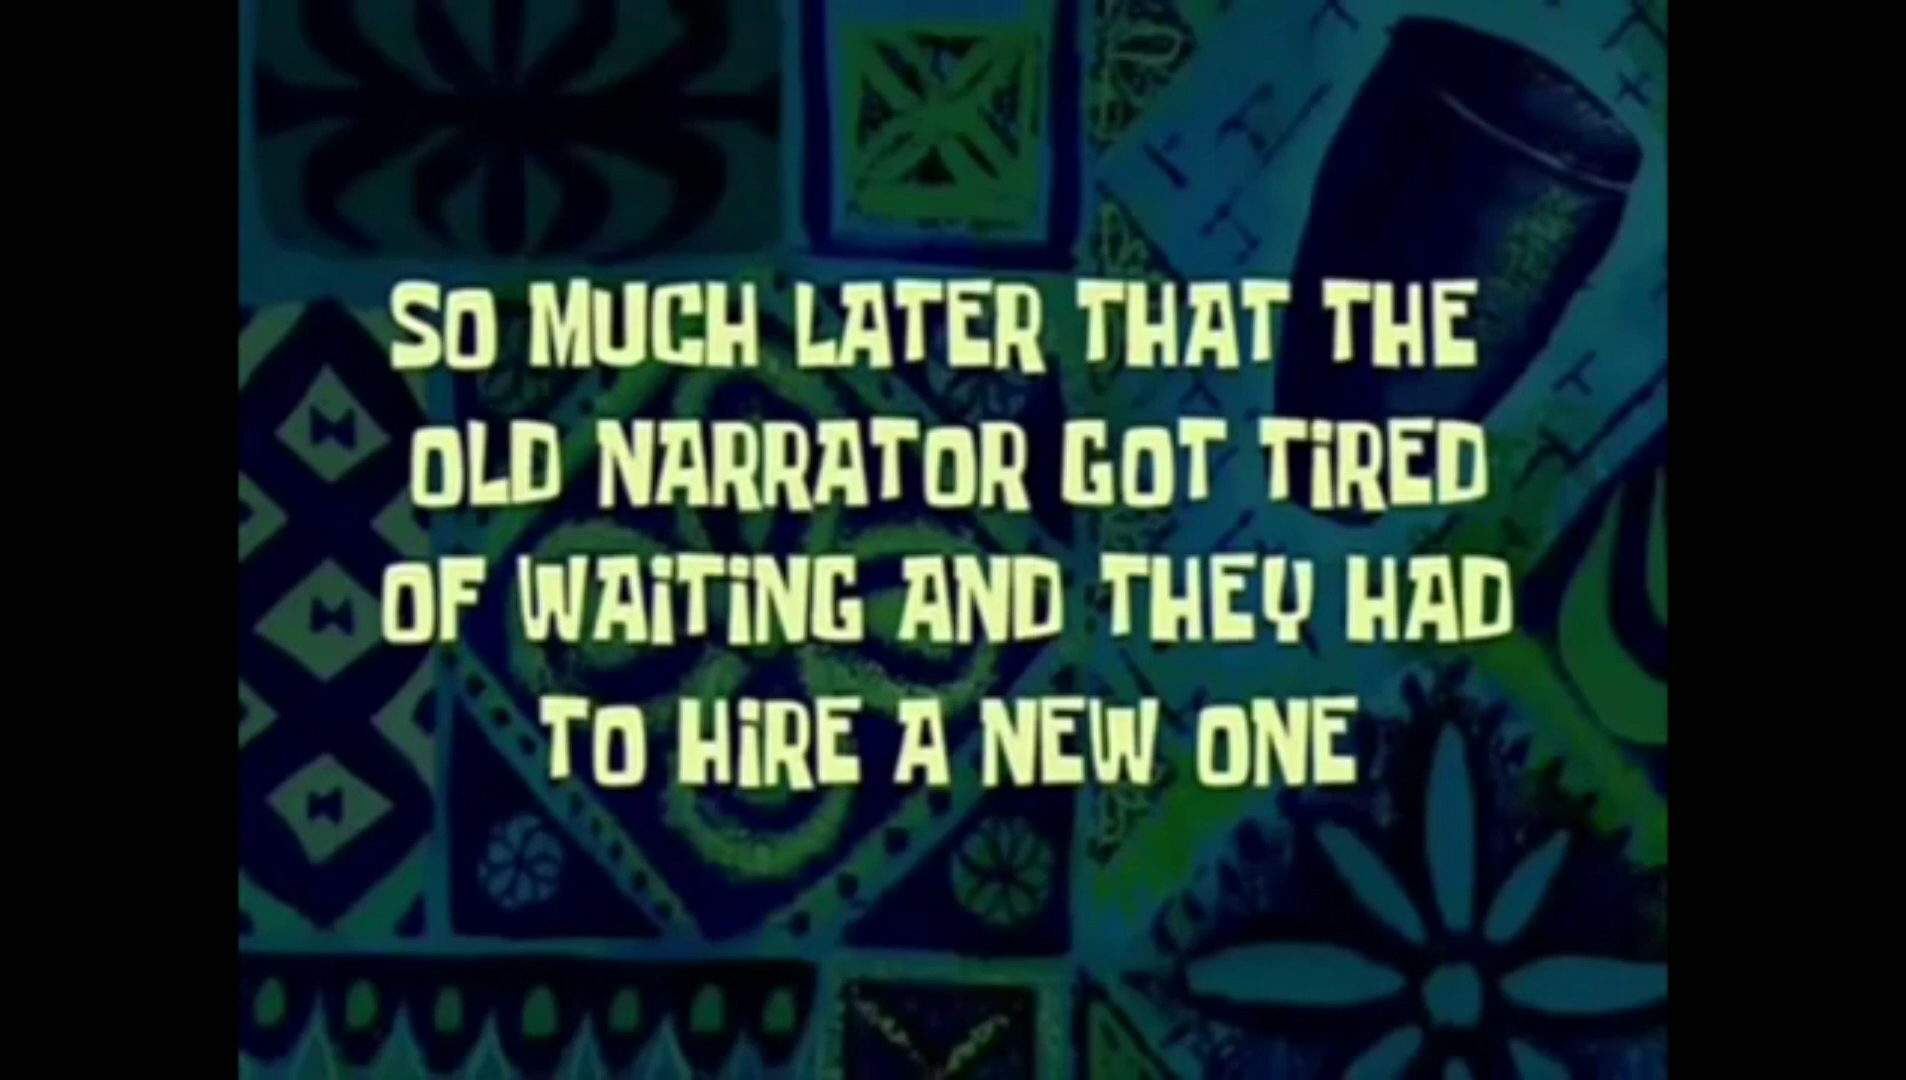 SO MUCH LATER THAT THE
OLD NARRATOR GOT TiRED
OF WAiTiNG AND THEY HAD
TO HiRE A NEW ONE